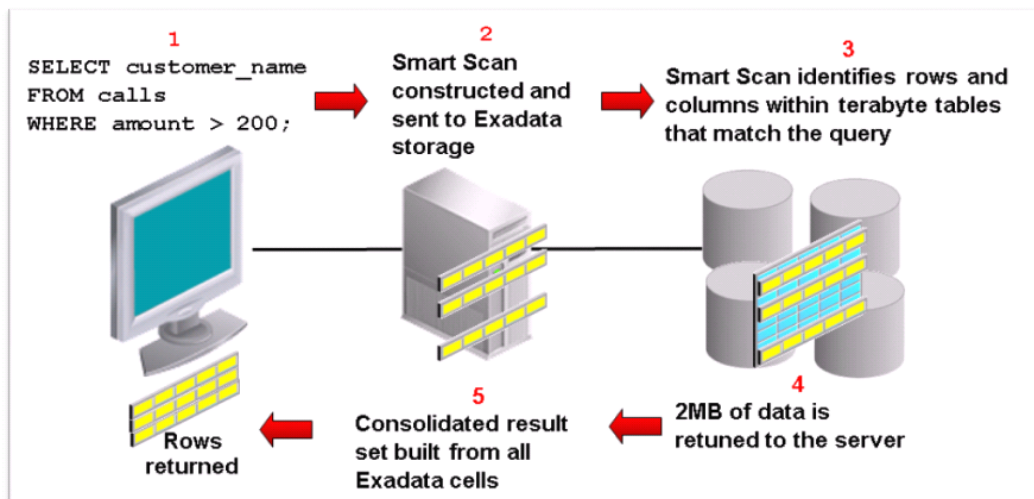 1
SELECT customer_name
FROM calls
WHERE amount > 200;
2
Smart Scan
constructed and
sent to Exadata
storage
3
Smart Scan identifies rows and
columns within terabyte tables
that match the query
4
2MB of data is
retuned to the server
5
Consolidated result
set built from all
Exadata cells
Rows
returned